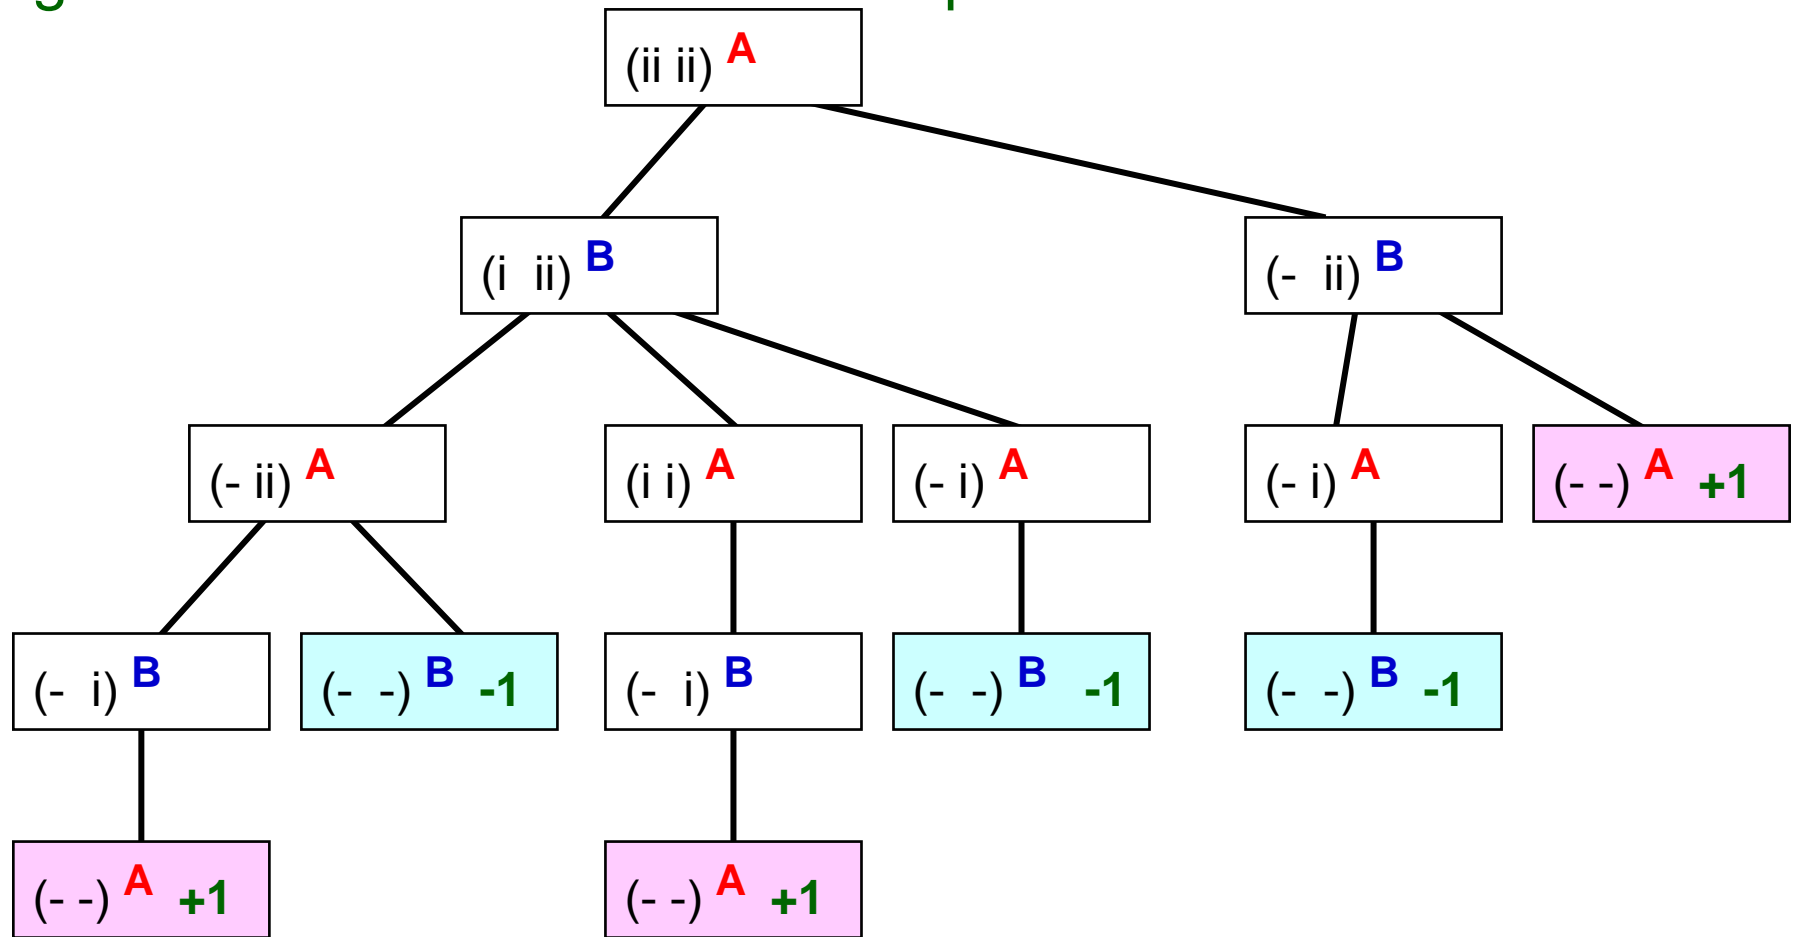 (ii ii) A
(i ii) B
(- ii) B
(- ii) A
(i i) A
(- i) A
(- i) A
(- -) A +1
(- i) B
(- -) B -1
(- i) B
(- -) B -1
(- -) B -1
(- -) A +1
(- -) A +1